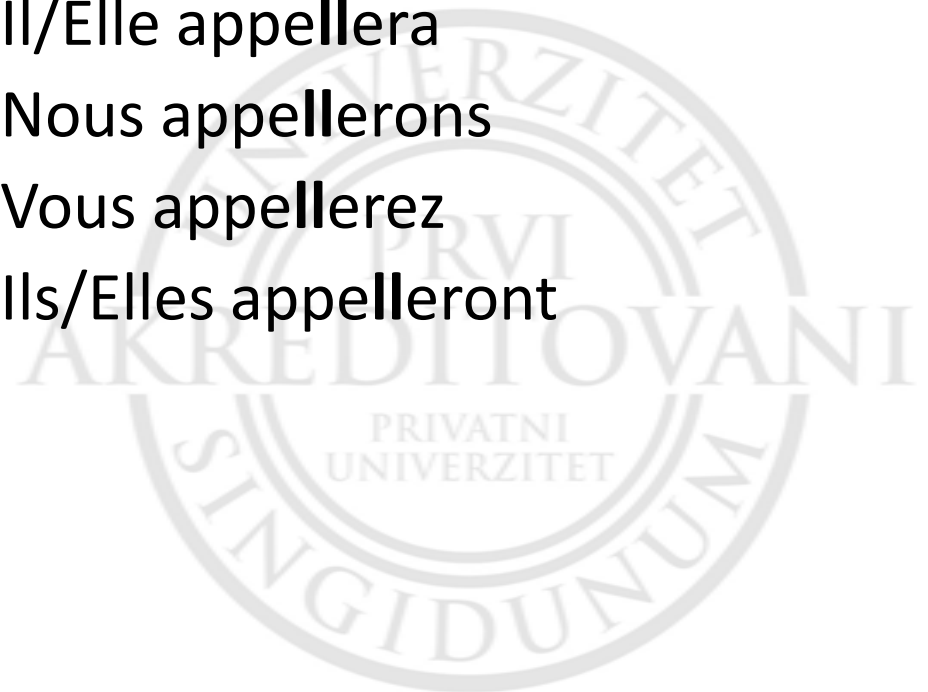 Il/Elle appellera
Nous appellerons
Vous appellerez
Ils/Elles appelleront
UNIVERZITET
PRVI
AKREDITOVANI
PRIVATNI
UNIVERZITET
SINGIDUNUM